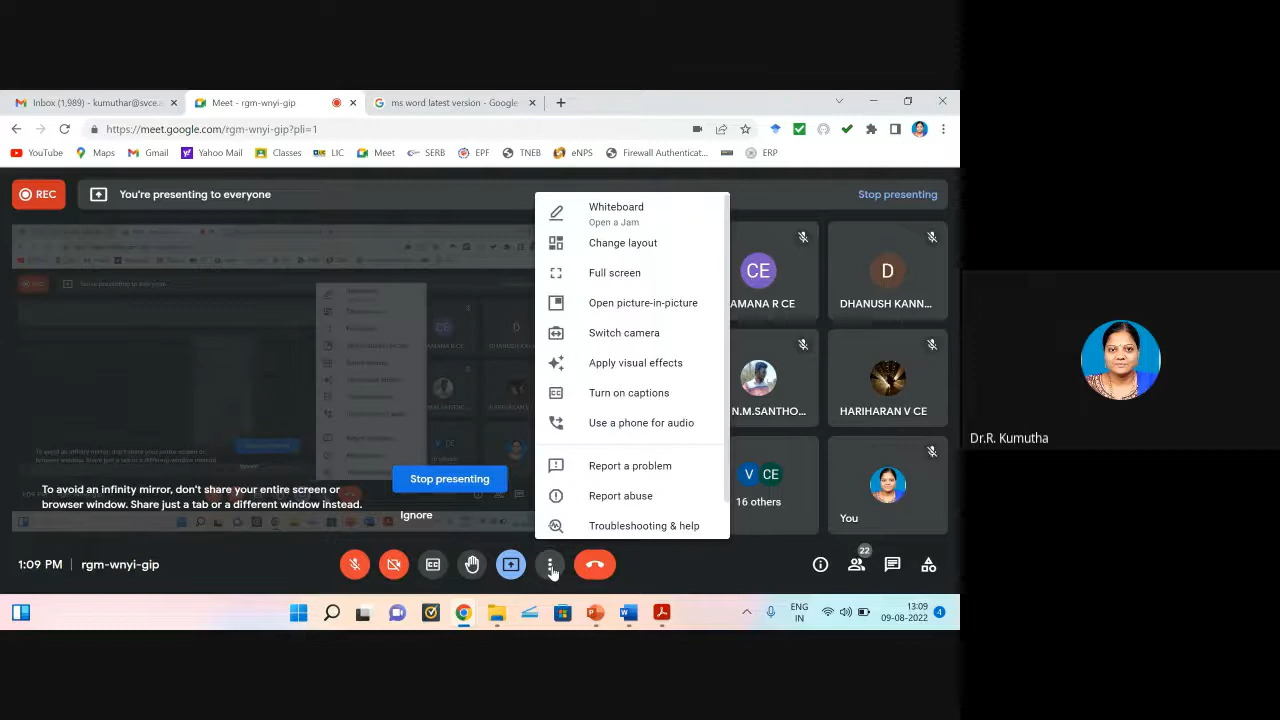 Inbox (1,989) - kumuthar@svce.a
Meet - rgm-wnyi-gip
ms word latest version - Google
https://meet.google.com/rgm-wnyi-gip?pli=1
YouTube
Maps
Gmail
Yahoo Mail
Classes
LIC
Meet
SERB
EPF
TNEB
eNPS
Firewall Authenticat...
ERP
REC
You're presenting to everyone
Stop presenting
Whiteboard
Open a Jam
Change layout
Full screen
Open picture-in-picture
Switch camera
Apply visual effects
Turn on captions
Use a phone for audio
Report a problem
Report abuse
Troubleshooting & help
CE
AMANA R CE
D
DHANUSH KANN...
N.M.SANTHO...
HARIHARAN V CE
V CE
16 others
You
To avoid an infinity mirror, don't share your entire screen or
browser window. Share just a tab or a different window instead.
Stop presenting
Ignore
1:09 PM | rgm-wnyi-gip
22
ENG
IN
13:09
09-08-2022
4
Dr.R. Kumutha